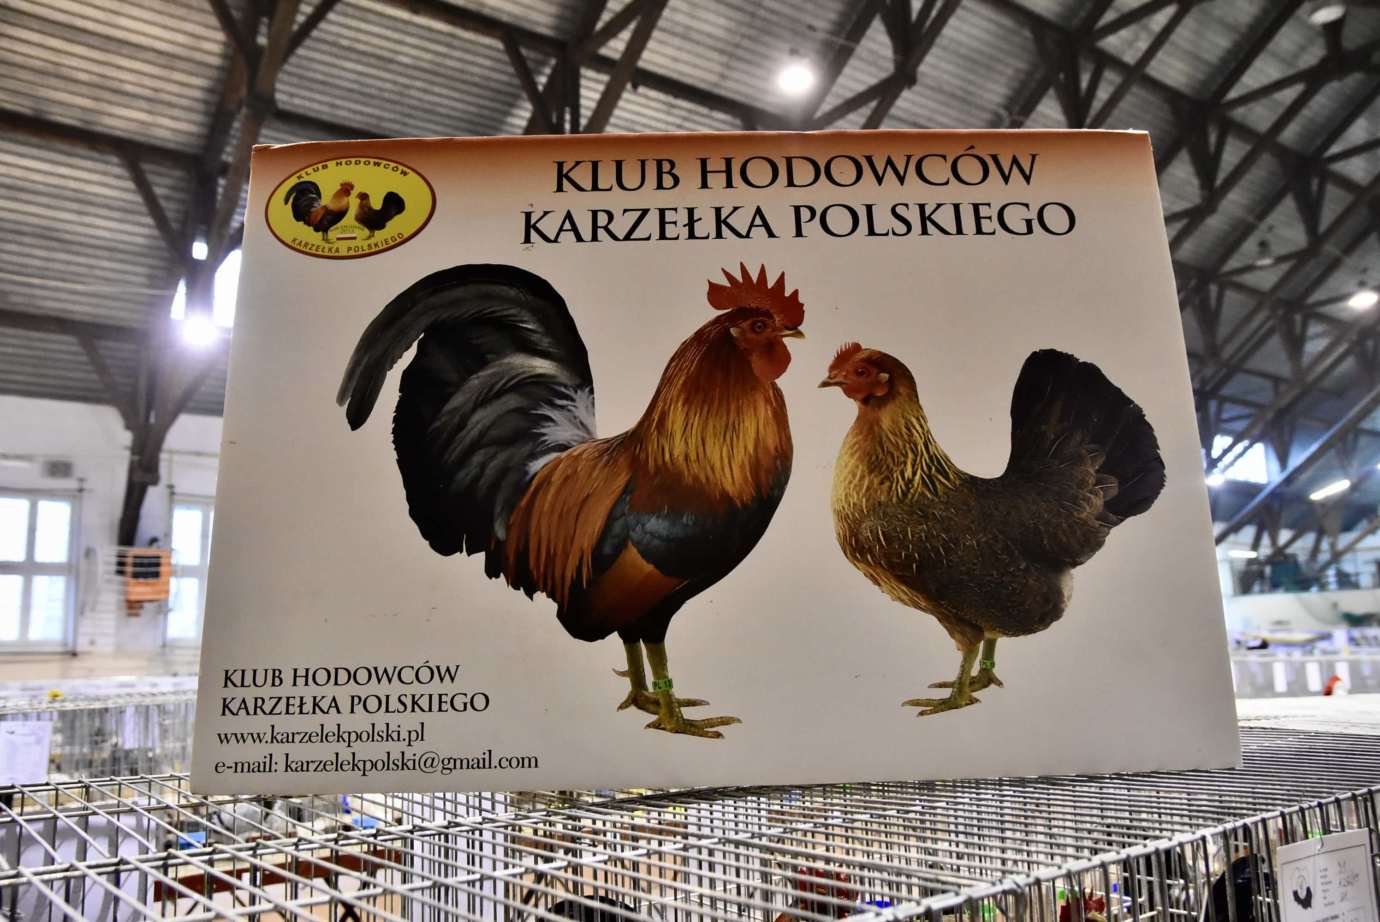 KLUB HODOWCÓW
KARZEŁKA POLSKIEGO
KLUB HODOWCÓW
KARZEŁKA POLSKIEGO
KLUB HODOWCÓW
KARZEŁKA POLSKIEGO
www.karzelekpolski.pl
e-mail: karzelekpolski@gmail.com